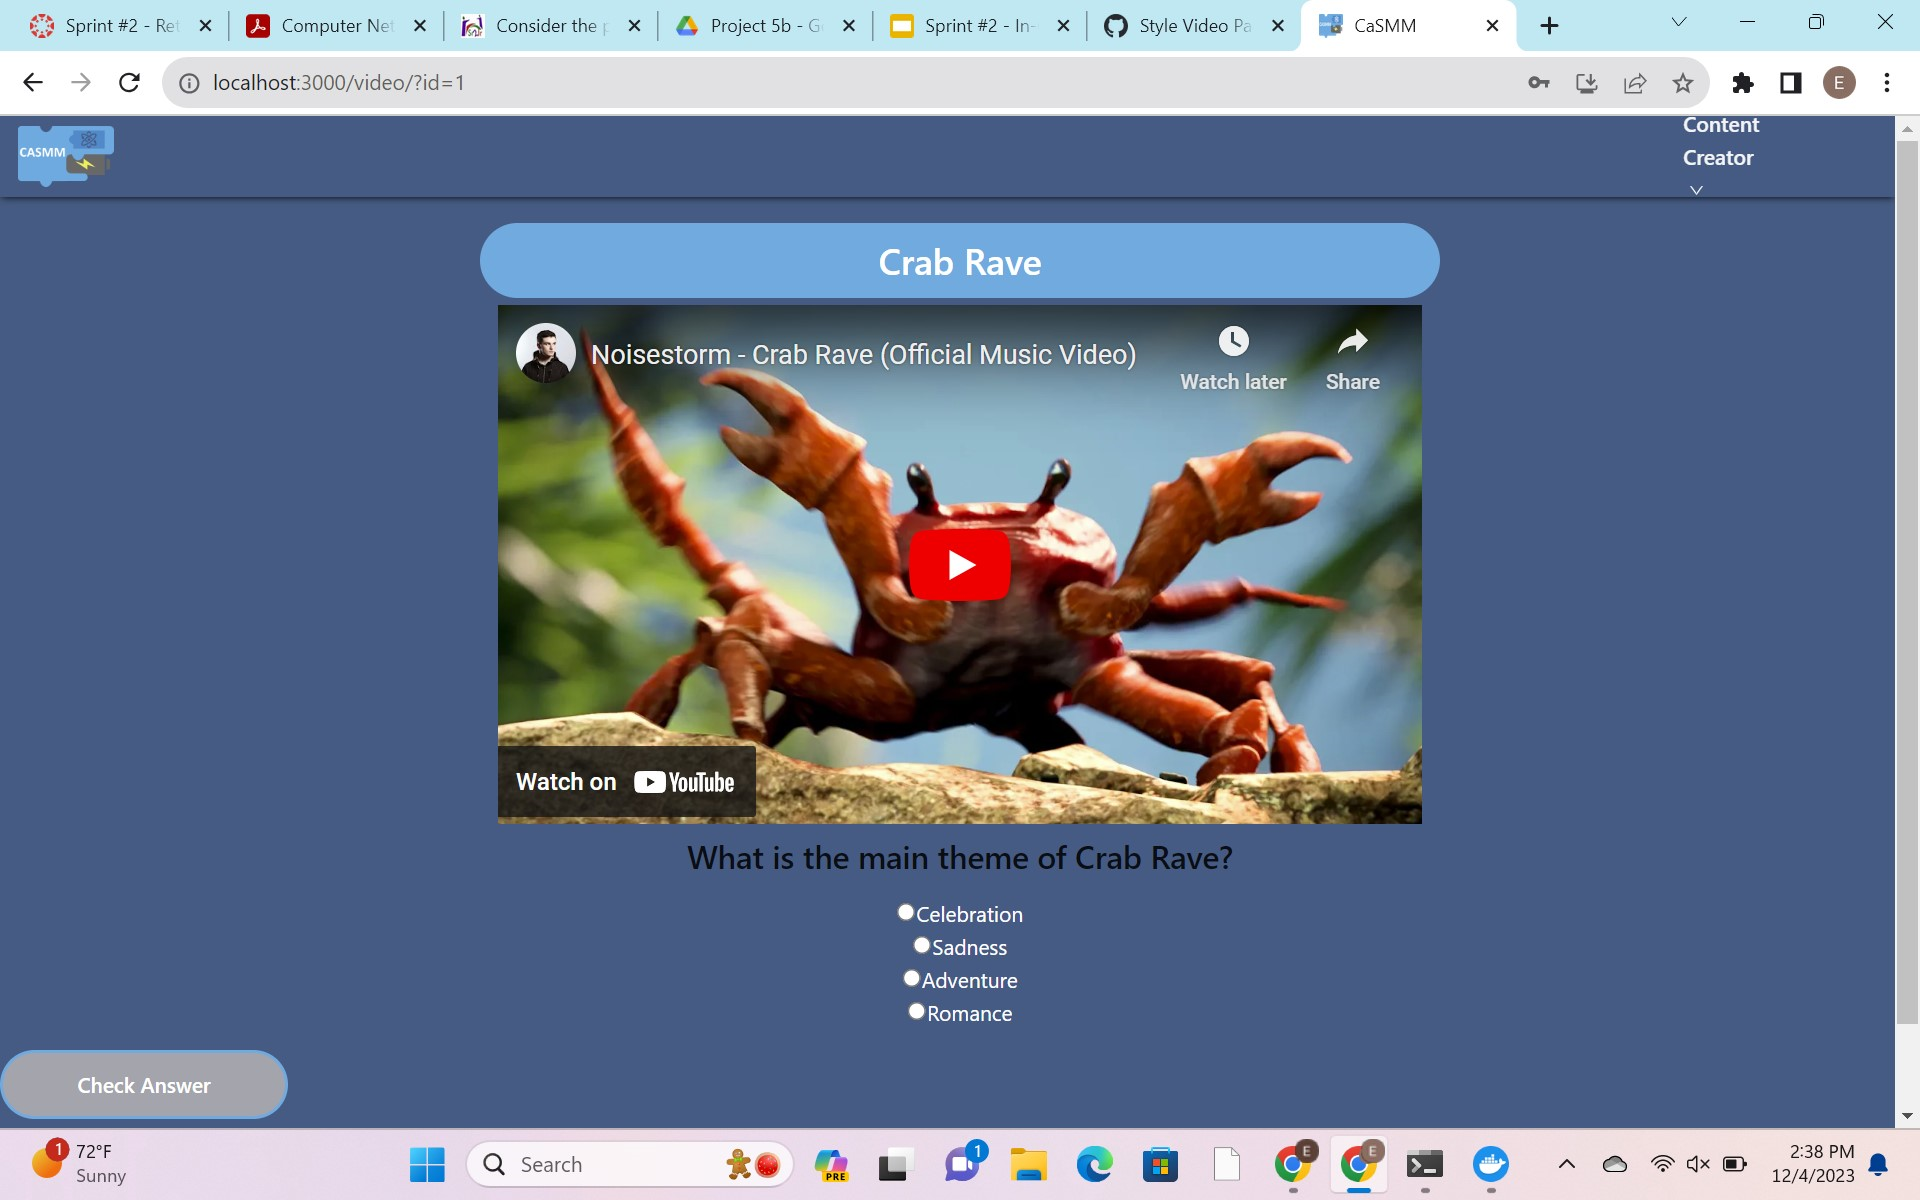 Sprint #2 - Ret
Computer Net
Consider the p
Project 5b - G
Sprint #2 - In-
Style Video Pa
CaSMM
localhost:3000/video/?id=1
E
CASMM
Content
Creator
Crab Rave
Noisestorm - Crab Rave (Official Music Video)
Watch later
Share
Watch on YouTube
What is the main theme of Crab Rave?
Celebration
Sadness
Adventure
Romance
Check Answer
1
72°F
Sunny
Search
PRE
1
E
E
2:38 PM
12/4/2023